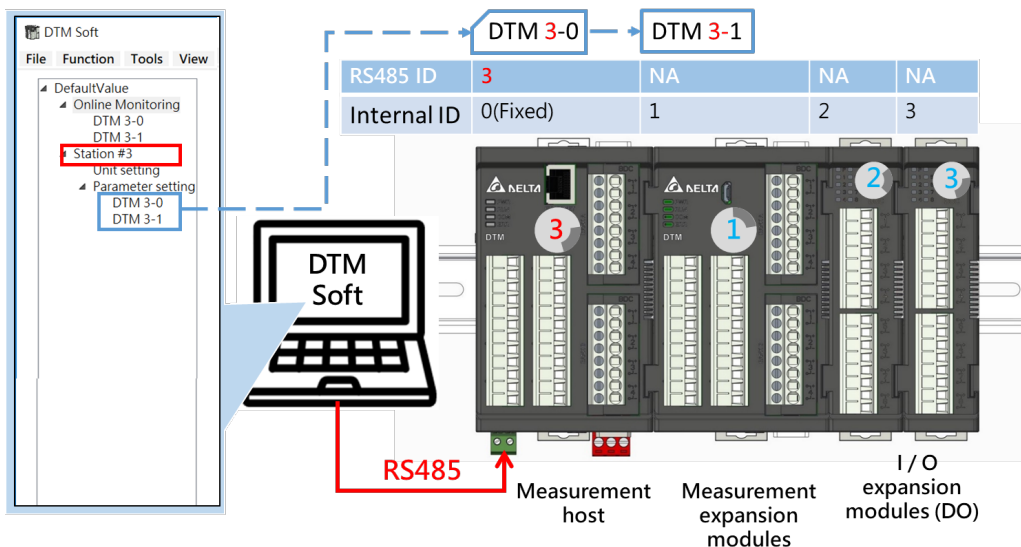 DTM Soft
File Function Tools View
DefaultValue
Online Monitoring
DTM 3-0
DTM 3-1
Station #3
Unit setting
Parameter setting
DTM 3-0
DTM 3-1
DTM 3-0
DTM 3-1
RS485 ID 3 NA NA NA
Internal ID 0(Fixed) 1 2 3
DTM
Soft
RS485
DELTA
DTM
3
DELTA
DTM
1
2
3
Measurement
host
Measurement
expansion
modules
I / O
expansion
modules (DO)